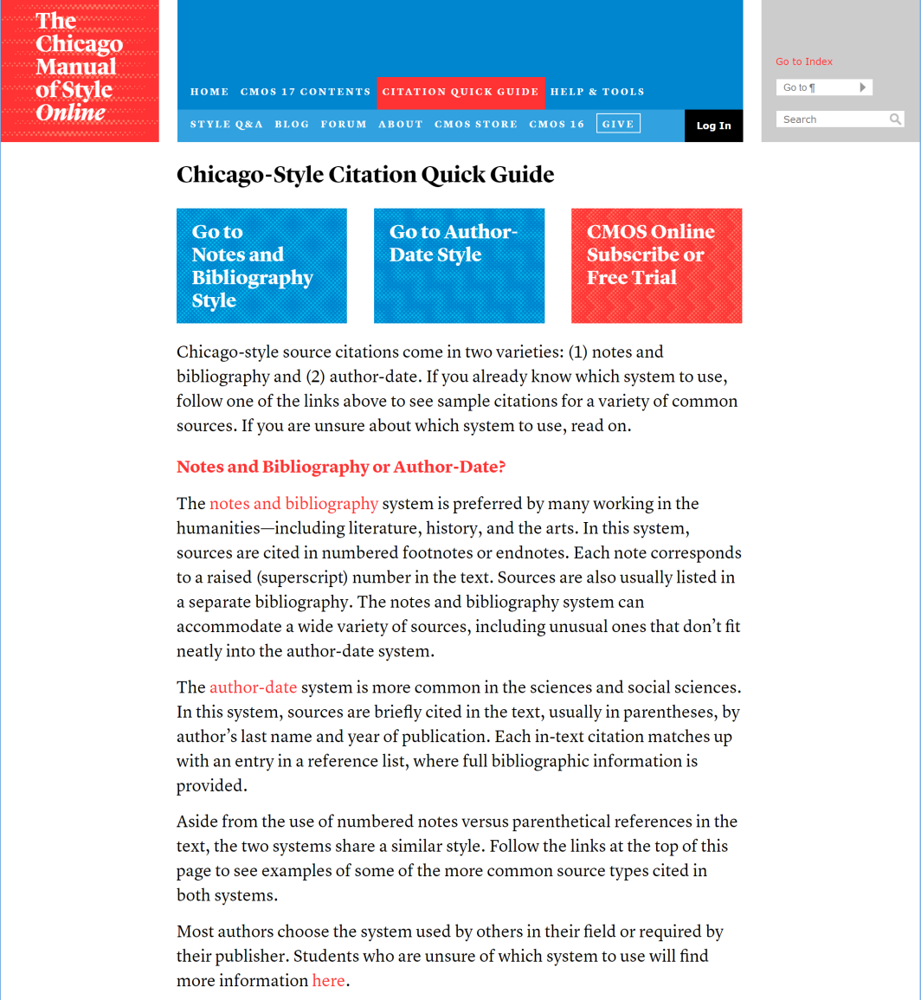 The
Chicago
Manual
of Style
Online
HOME CMOS 17 CONTENTS CITATION QUICK GUIDE HELP & TOOLS
STYLE Q&A BLOG FORUM ABOUT CMOS STORE CMOS 16 GIVE
Log In
Go to Index
Go to ¶
Search
Chicago-Style Citation Quick Guide
Go to
Notes and
Bibliography
Style
Go to Author-
Date Style
CMOS Online
Subscribe or
Free Trial
Chicago-style source citations come in two varieties: (1) notes and
bibliography and (2) author-date. If you already know which system to use,
follow one of the links above to see sample citations for a variety of common
sources. If you are unsure about which system to use, read on.
Notes and Bibliography or Author-Date?
The notes and bibliography system is preferred by many working in the
humanities—including literature, history, and the arts. In this system,
sources are cited in numbered footnotes or endnotes. Each note corresponds
to a raised (superscript) number in the text. Sources are also usually listed in
a separate bibliography. The notes and bibliography system can
accommodate a wide variety of sources, including unusual ones that don’t fit
neatly into the author-date system.
The author-date system is more common in the sciences and social sciences.
In this system, sources are briefly cited in the text, usually in parentheses, by
author’s last name and year of publication. Each in-text citation matches up
with an entry in a reference list, where full bibliographic information is
provided.
Aside from the use of numbered notes versus parenthetical references in the
text, the two systems share a similar style. Follow the links at the top of this
page to see examples of some of the more common source types cited in
both systems.
Most authors choose the system used by others in their field or required by
their publisher. Students who are unsure of which system to use will find
more information here.